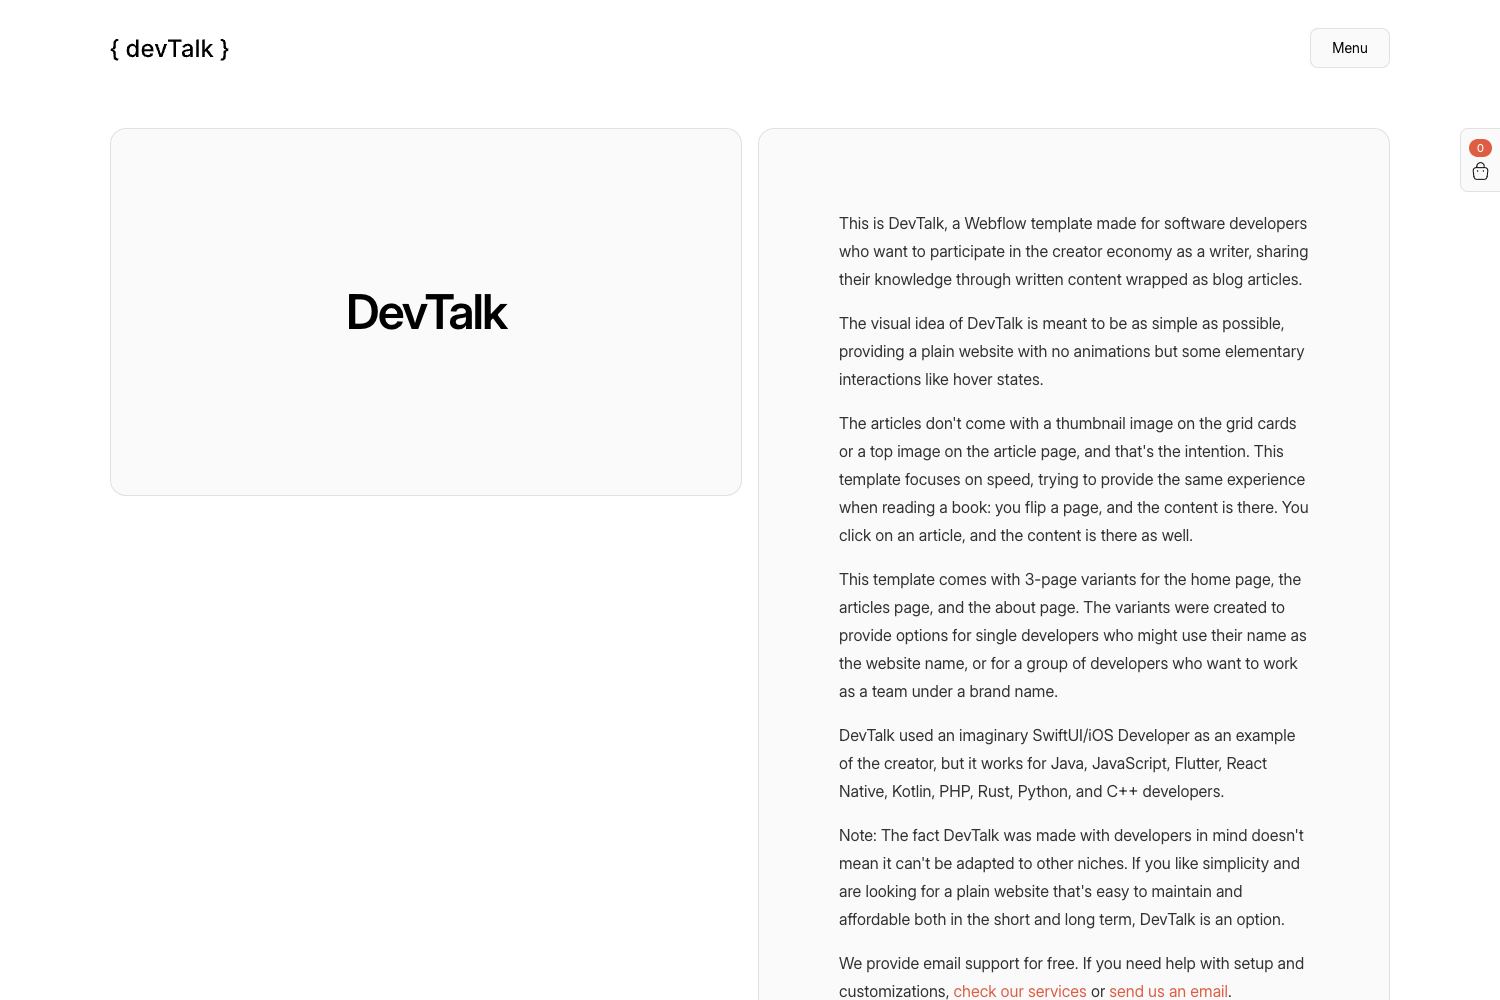 { devTalk }
Menu
0
DevTalk
This is DevTalk, a Webflow template made for software developers
who want to participate in the creator economy as a writer, sharing
their knowledge through written content wrapped as blog articles.
The visual idea of DevTalk is meant to be as simple as possible,
providing a plain website with no animations but some elementary
interactions like hover states.
The articles don't come with a thumbnail image on the grid cards
or a top image on the article page, and that's the intention. This
template focuses on speed, trying to provide the same experience
when reading a book: you flip a page, and the content is there. You
click on an article, and the content is there as well.
This template comes with 3-page variants for the home page, the
articles page, and the about page. The variants were created to
provide options for single developers who might use their name as
the website name, or for a group of developers who want to work
as a team under a brand name.
DevTalk used an imaginary SwiftUI/iOS Developer as an example
of the creator, but it works for Java, JavaScript, Flutter, React
Native, Kotlin, PHP, Rust, Python, and C++ developers.
Note: The fact DevTalk was made with developers in mind doesn't
mean it can't be adapted to other niches. If you like simplicity and
are looking for a plain website that's easy to maintain and
affordable both in the short and long term, DevTalk is an option.
We provide email support for free. If you need help with setup and
customizations, check our services or send us an email.